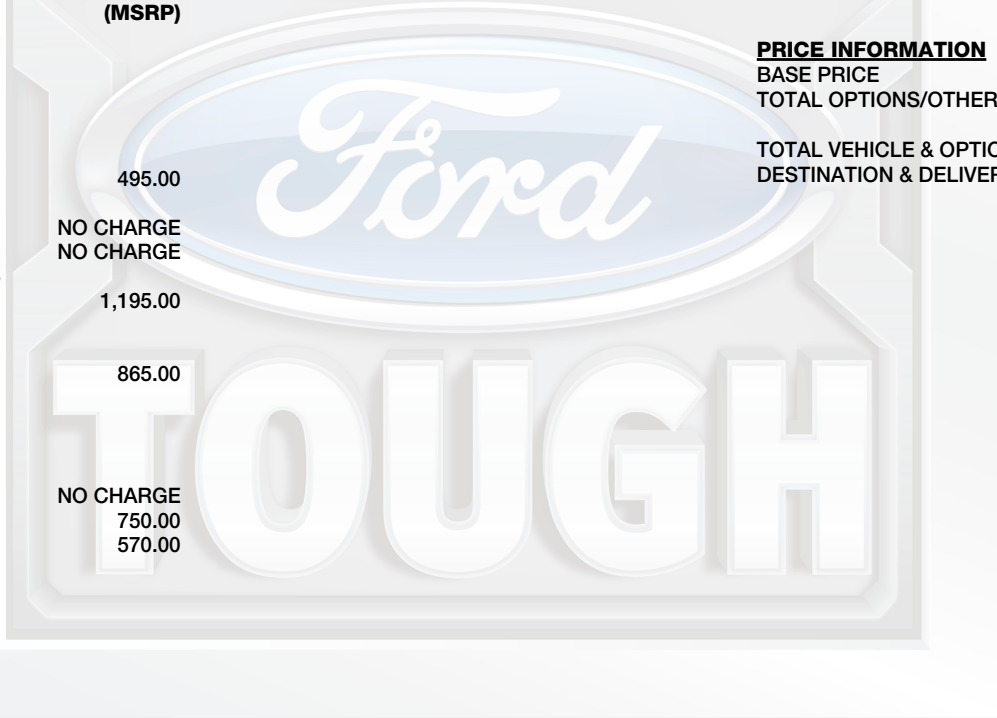 (MSRP)
495.00
NO CHARGE
NO CHARGE
1,195.00
865.00
NO CHARGE
750.00
570.00
PRICE INFORMATION
BASE PRICE
TOTAL OPTIONS/OTHER
TOTAL VEHICLE & OPTIO
DESTINATION & DELIVER
Ford
TOUGH